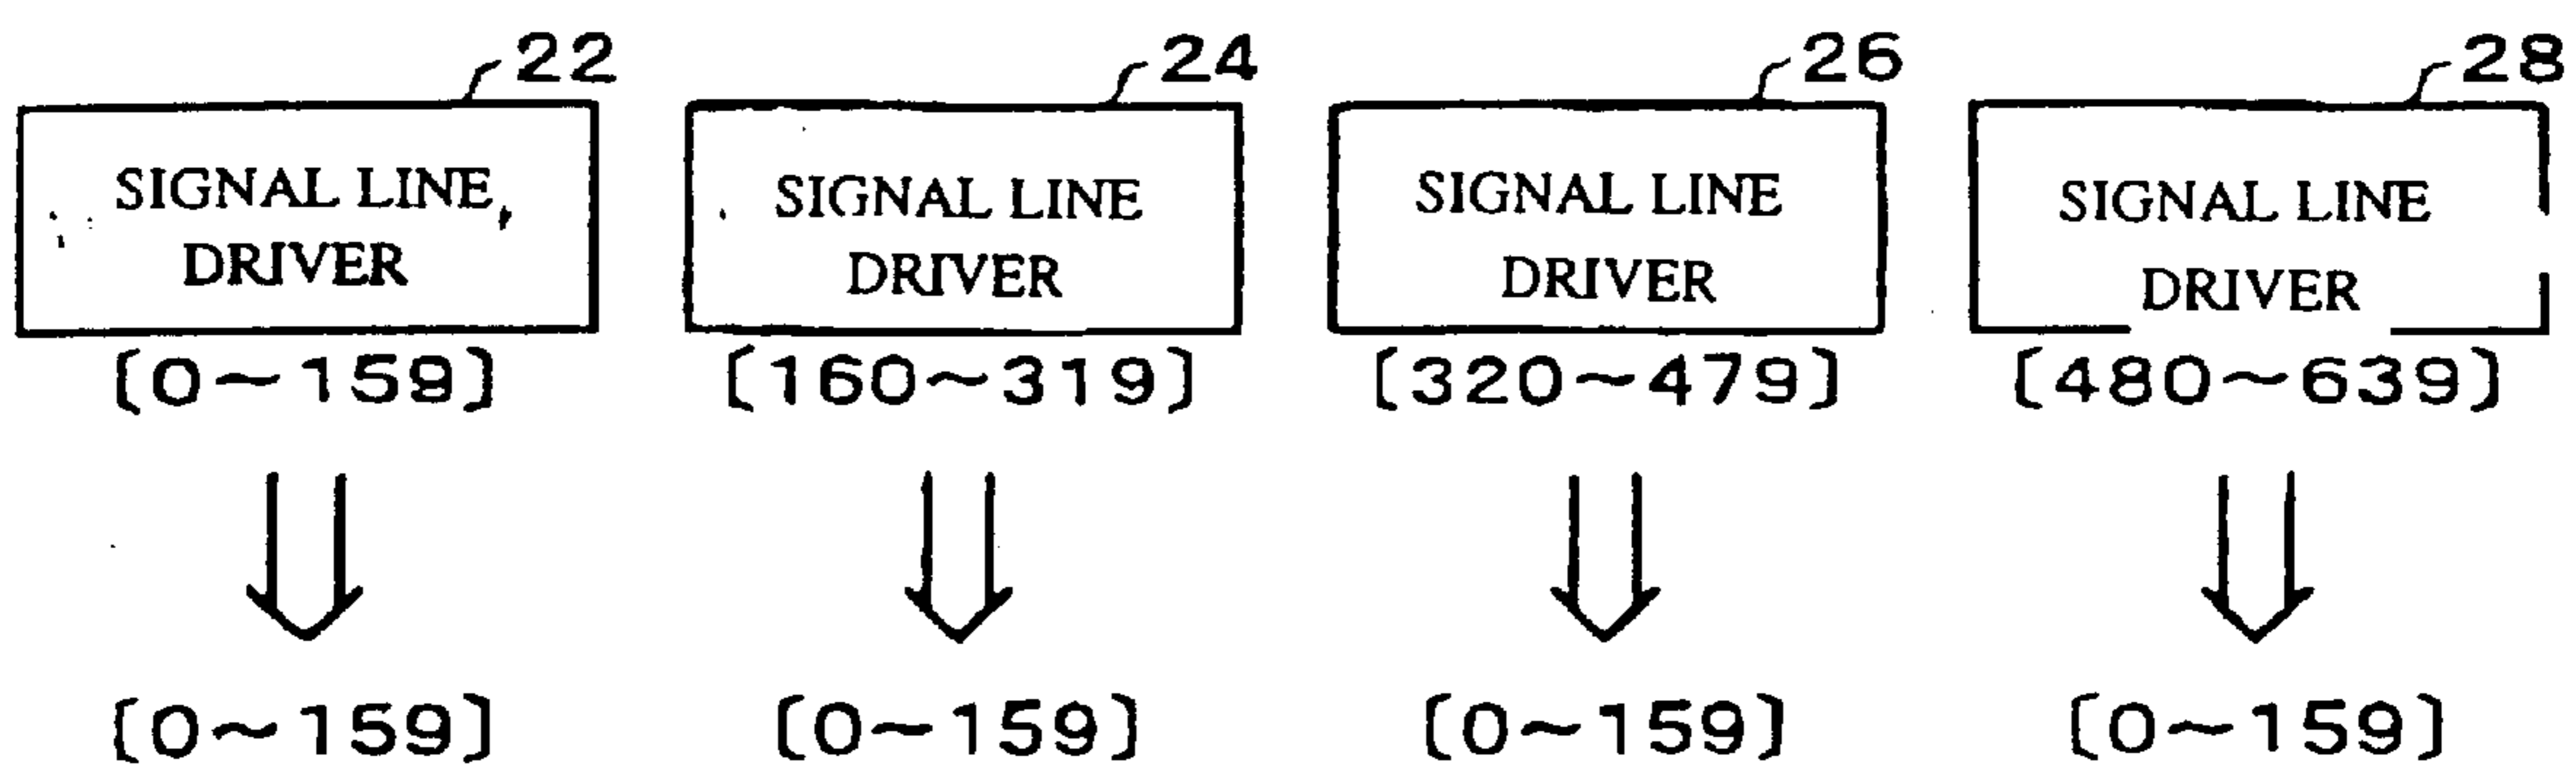 22
24
26
28
SIGNAL LINE
DRIVER
SIGNAL LINE
DRIVER
SIGNAL LINE
DRIVER
SIGNAL LINE
DRIVER
[0~159]
[160~319]
[320~479]
[480~639]
[0~159]
[0~159]
[0~159]
[0~159]